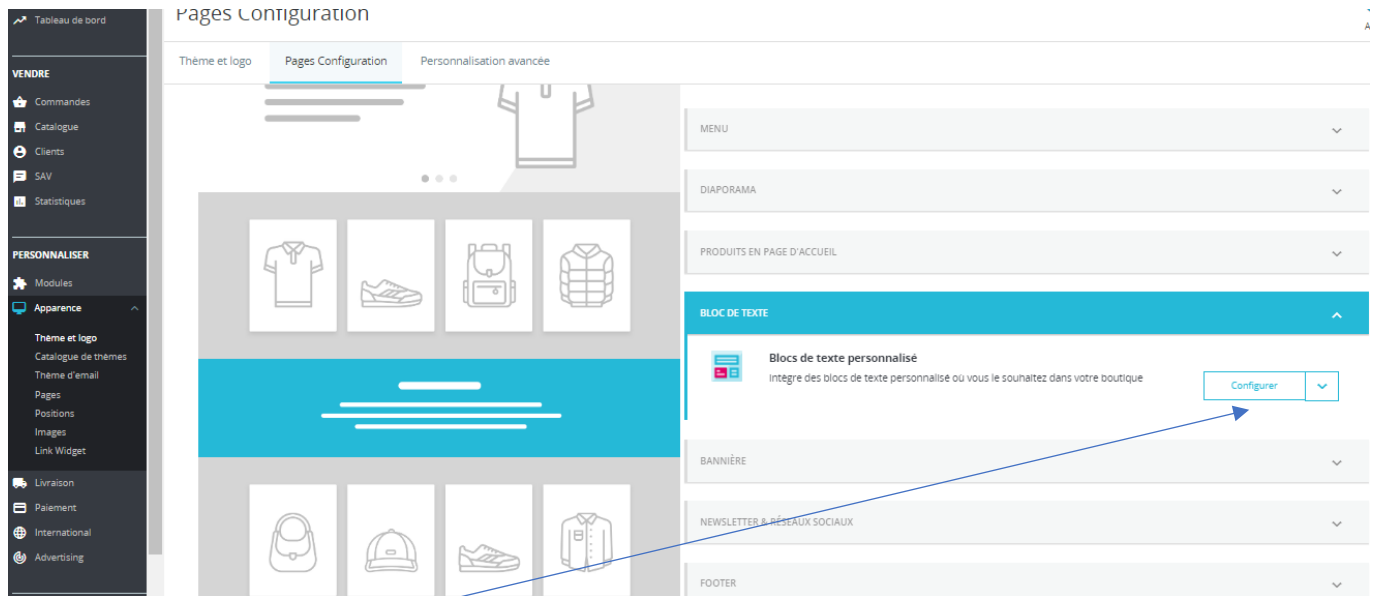 Tableau de bord
VENDRE
Commandes
Catalogue
Clients
SAV
Statistiques
PERSONNALISER
Modules
Apparence
Thème et logo
Catalogue de thèmes
Thème d'email
Pages
Positions
Images
Link Widget
Livraison
Paiement
International
Advertising
Pages Configuration
Thème et logo
Pages Configuration
Personnalisation avancée
MENU
DIAPORAMA
PRODUITS EN PAGE D'ACCUEIL
BLOC DE TEXTE
Blocs de texte personnalisé
Intègre des blocs de texte personnalisé où vous le souhaitez dans votre boutique
Configurer
BANNIÈRE
NEWSLETTER & RÉSEAUX SOCIAUX
FOOTER